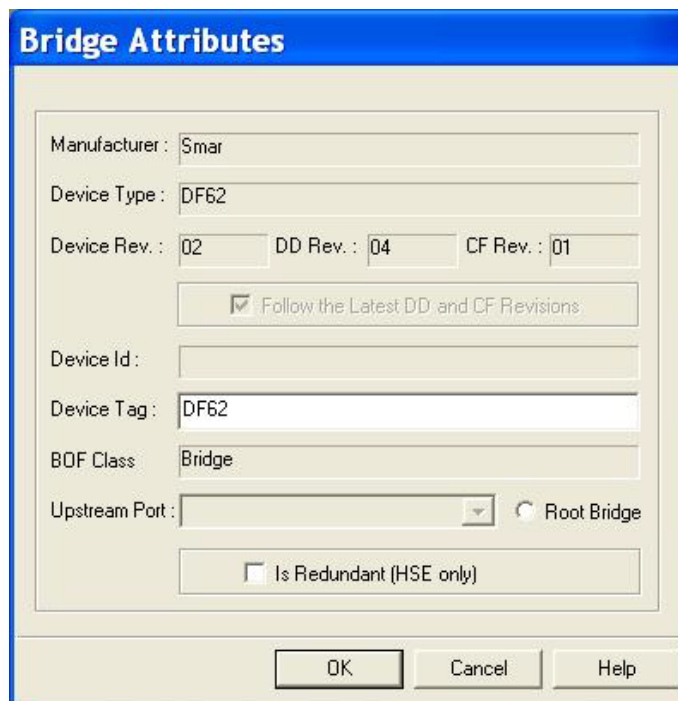 Bridge Attributes
Manufacturer : Smar
Device Type : DF62
Device Rev. : 02 DD Rev. : 04 CF Rev. : 01
Follow the Latest DD and CF Revisions
Device Id :
Device Tag : DF62
BOF Class Bridge
Upstream Port : Root Bridge
Is Redundant (HSE only)
OK Cancel Help